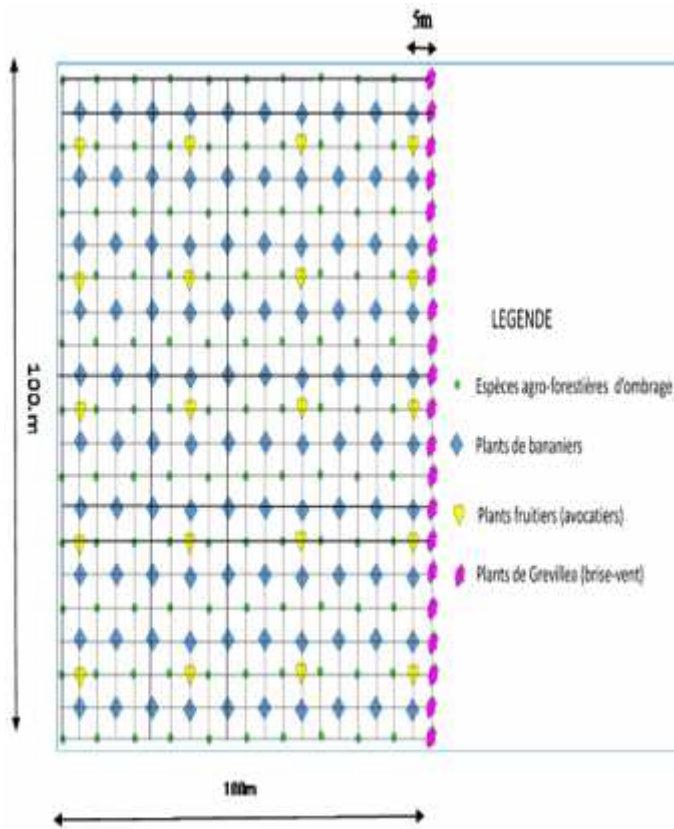 5m
100.m
LEGENDE
Espèces agro-forestières d'ombrage
Plants de bananiers
Plants fruitiers (avocatiers)
Plants de Grevillea (brise-vent)
100m